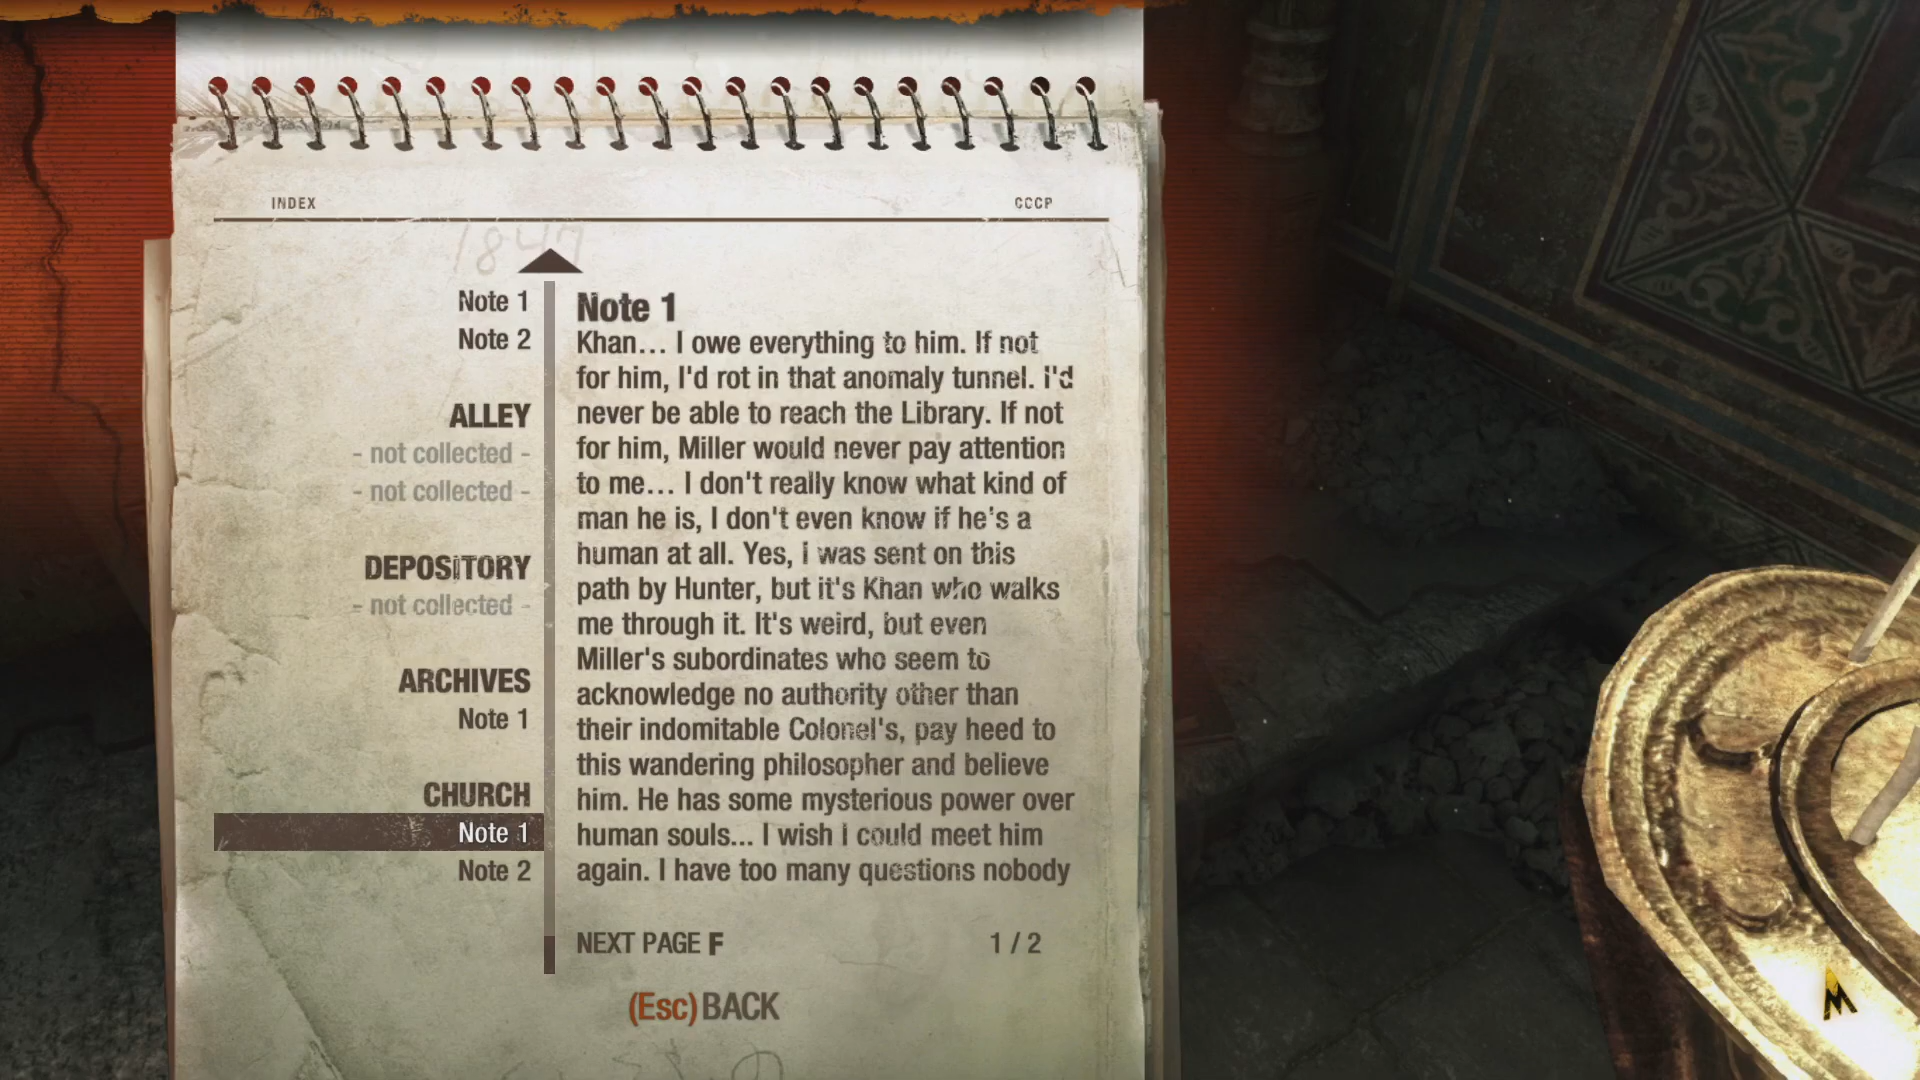 INDEX
CCCP
1847
Note 1
Note 2
ALLEY
- not collected -
- not collected -
DEPOSITORY
- not collected -
ARCHIVES
Note 1
CHURCH
Note 1
Note 2
Note 1
Khan... I owe everything to him. If not
for him, I'd rot in that anomaly tunnel. I'd
never be able to reach the Library. If not
for him, Miller would never pay attention
to me... I don't really know what kind of
man he is, I don't even know if he's a
human at all. Yes, I was sent on this
path by Hunter, but it's Khan who walks
me through it. It's weird, but even
Miller's subordinates who seem to
acknowledge no authority other than
their indomitable Colonel's, pay heed to
this wandering philosopher and believe
him. He has some mysterious power over
human souls... I wish I could meet him
again. I have too many questions nobody
NEXT PAGE F
1 / 2
(Esc) BACK
M